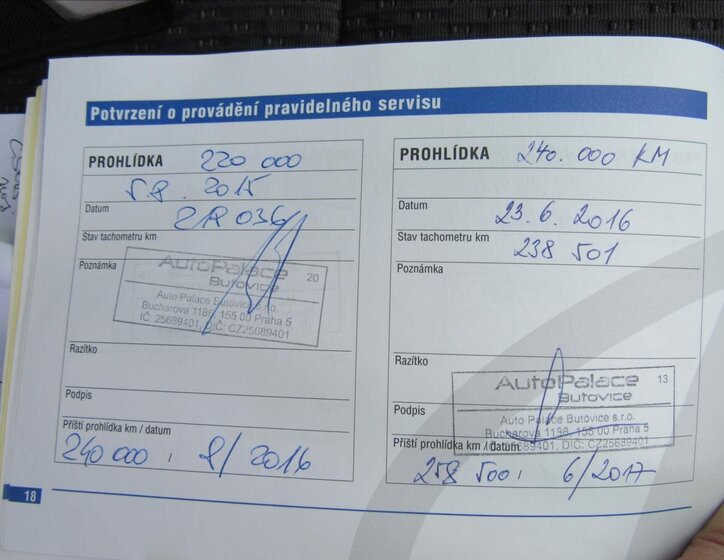 Potvrzení o provádění pravidelného servisu
PROHLÍDKA 220 000
5.8. 2015
Datum
Stav tachometru km
Poznámka
AutoPalace 20
Butovice
Auto Palace Butovice s.r.o.
Bucharova 1186, 155 00 Praha 5
IČ: 25689401, DIČ: CZ25689401
Razítko
Podpis
Příští prohlídka km / datum
240 000, 8/2016
18
PROHLÍDKA 240. 000 KM
Datum 23. 6. 2016
Stav tachometru km 238 501
Poznámka
Razítko
AutoPalace 13
Butovice
Podpis
Auto Palace Butovice s.r.o.
Bucharova 1186, 155 00 Praha 5
Příští prohlídka km / datum
25689401, DIČ: CZ25689401
258 500, 6/2017